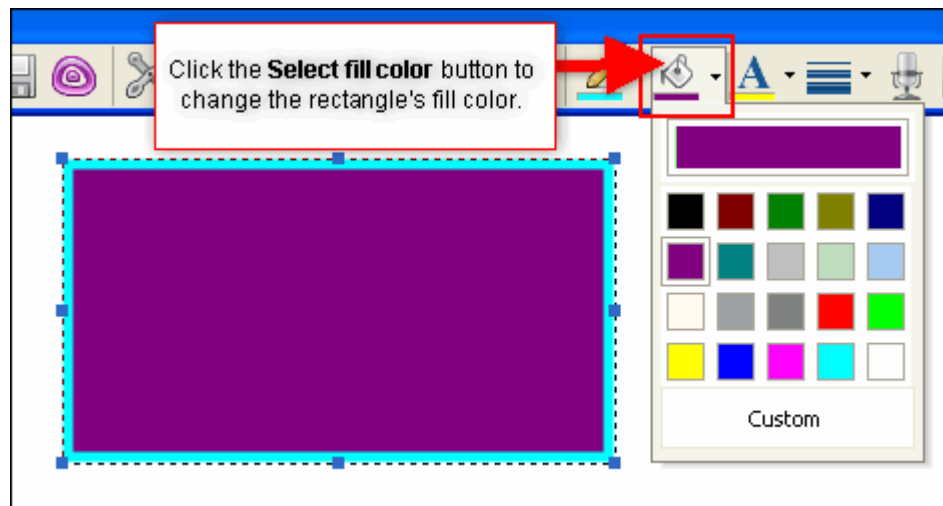 Click the Select fill color button to
change the rectangle's fill color.
A
Custom